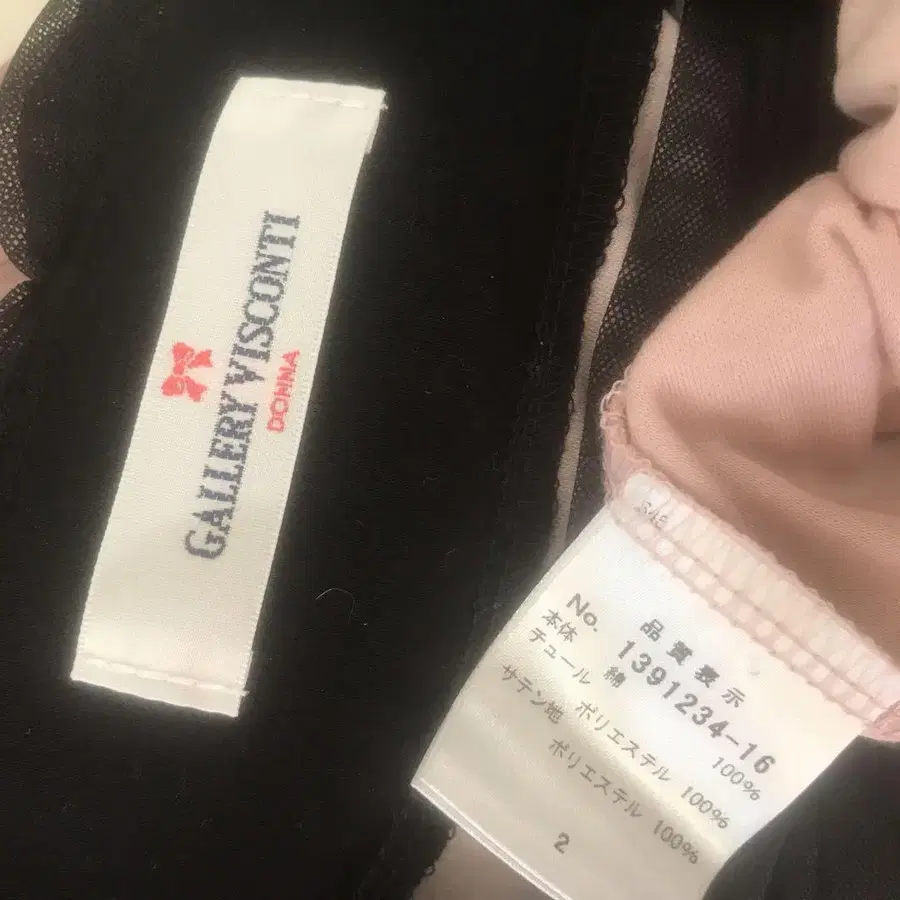 GALLERY VISCONTI
DONNA
品質表示
No. 1391234-16
本体 綿 100%
チュール ポリエステル 100%
サテン地 ポリエステル 100%
2